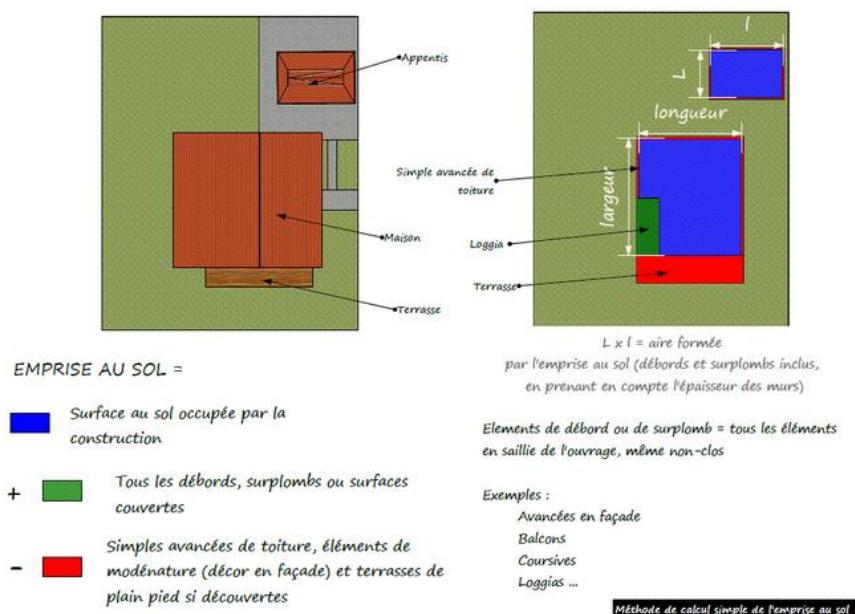 Appentis
Maison
Terrasse
l
L
longueur
largeur
Simple avancée de
toiture
Loggia
Terrasse
L x l = aire formée
par l'emprise au sol (débords et surplombs inclus,
en prenant en compte l'épaisseur des murs)
EMPRISE AU SOL =
Surface au sol occupée par la
construction
+
Tous les débords, surplombs ou surfaces
couvertes
-
Simples avancées de toiture, éléments de
modénature (décor en façade) et terrasses de
plain pied si découvertes
Elements de débord ou de surplomb = tous les éléments
en saillie de l'ouvrage, même non-clos
Exemples :
Avancées en façade
Balcons
Coursives
Loggias ...
Méthode de calcul simple de l'emprise au sol